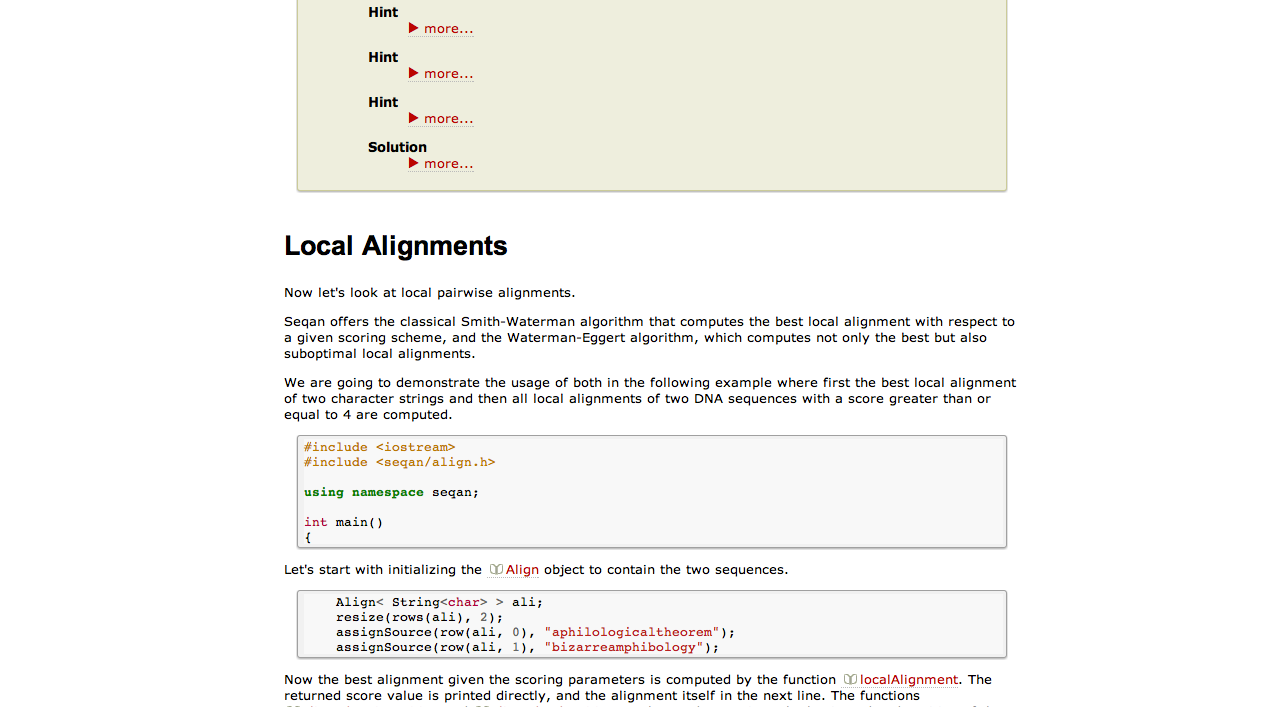 Hint
▶ more...
Hint
▶ more...
Hint
▶ more...
Solution
▶ more...
Local Alignments
Now let's look at local pairwise alignments.
Seqan offers the classical Smith-Waterman algorithm that computes the best local alignment with respect to
a given scoring scheme, and the Waterman-Eggert algorithm, which computes not only the best but also
suboptimal local alignments.
We are going to demonstrate the usage of both in the following example where first the best local alignment
of two character strings and then all local alignments of two DNA sequences with a score greater than or
equal to 4 are computed.
#include <iostream>
#include <seqan/align.h>
using namespace seqan;
int main()
{
Let's start with initializing the Align object to contain the two sequences.
    Align< String<char> > ali;
    resize(rows(ali), 2);
    assignSource(row(ali, 0), "aphilologicaltheorem");
    assignSource(row(ali, 1), "bizarreamphibology");
Now the best alignment given the scoring parameters is computed by the function localAlignment. The
returned score value is printed directly, and the alignment itself in the next line. The functions